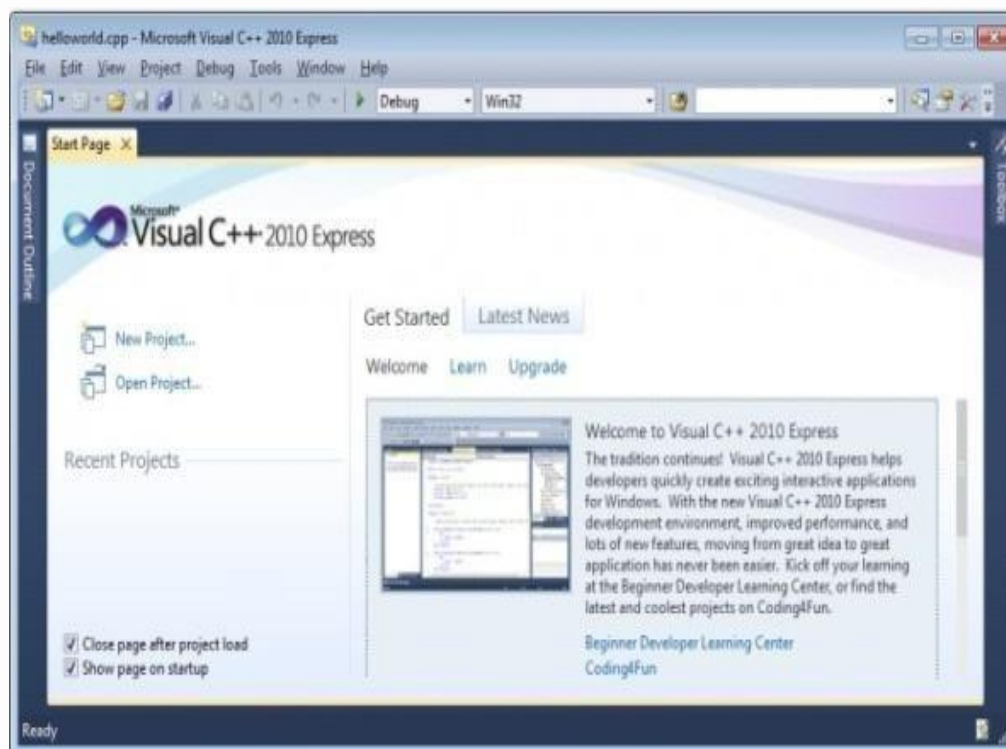 helloworld.cpp - Microsoft Visual C++ 2010 Express
File Edit View Project Debug Tools Window Help
Debug Win32
Start Page X
Document Outline
Toolbox
Microsoft®
Visual C++ 2010 Express
New Project...
Open Project...
Recent Projects
Close page after project load
Show page on startup
Get Started Latest News
Welcome Learn Upgrade
Welcome to Visual C++ 2010 Express
The tradition continues! Visual C++ 2010 Express helps
developers quickly create exciting interactive applications
for Windows. With the new Visual C++ 2010 Express
development environment, improved performance, and
lots of new features, moving from great idea to great
application has never been easier. Kick off your learning
at the Beginner Developer Learning Center, or find the
latest and coolest projects on Coding4Fun.
Beginner Developer Learning Center
Coding4Fun
Ready